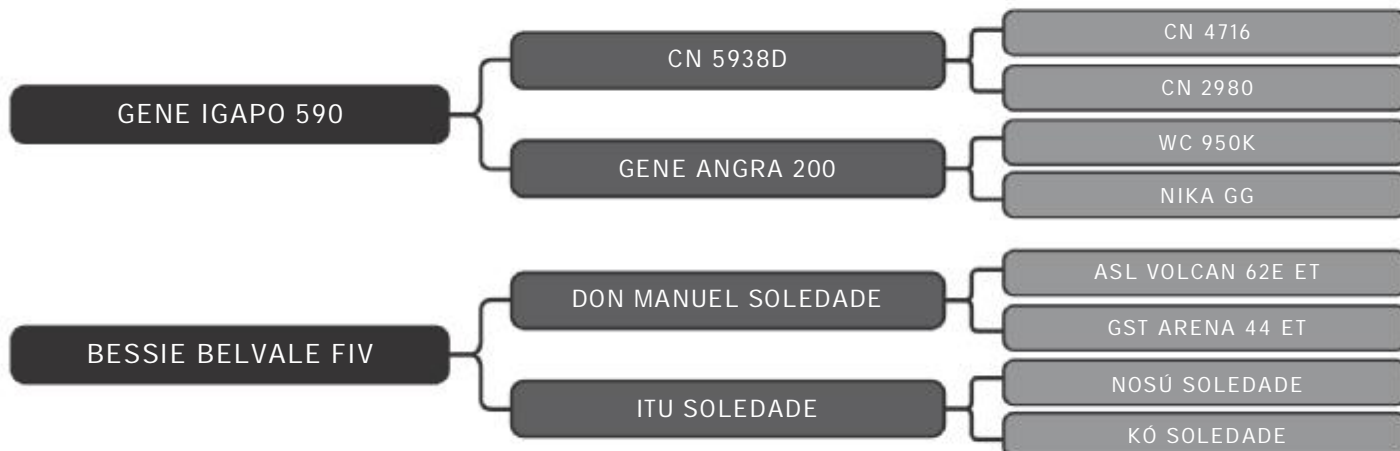 GENE IGAPO 590
CN 5938D
CN 4716
CN 2980
GENE ANGRA 200
WC 950K
NIKA GG
BESSIE BELVALE FIV
DON MANUEL SOLEDADE
ASL VOLCAN 62E ET
GST ARENA 44 ET
ITU SOLEDADE
NOSÚ SOLEDADE
KÓ SOLEDADE